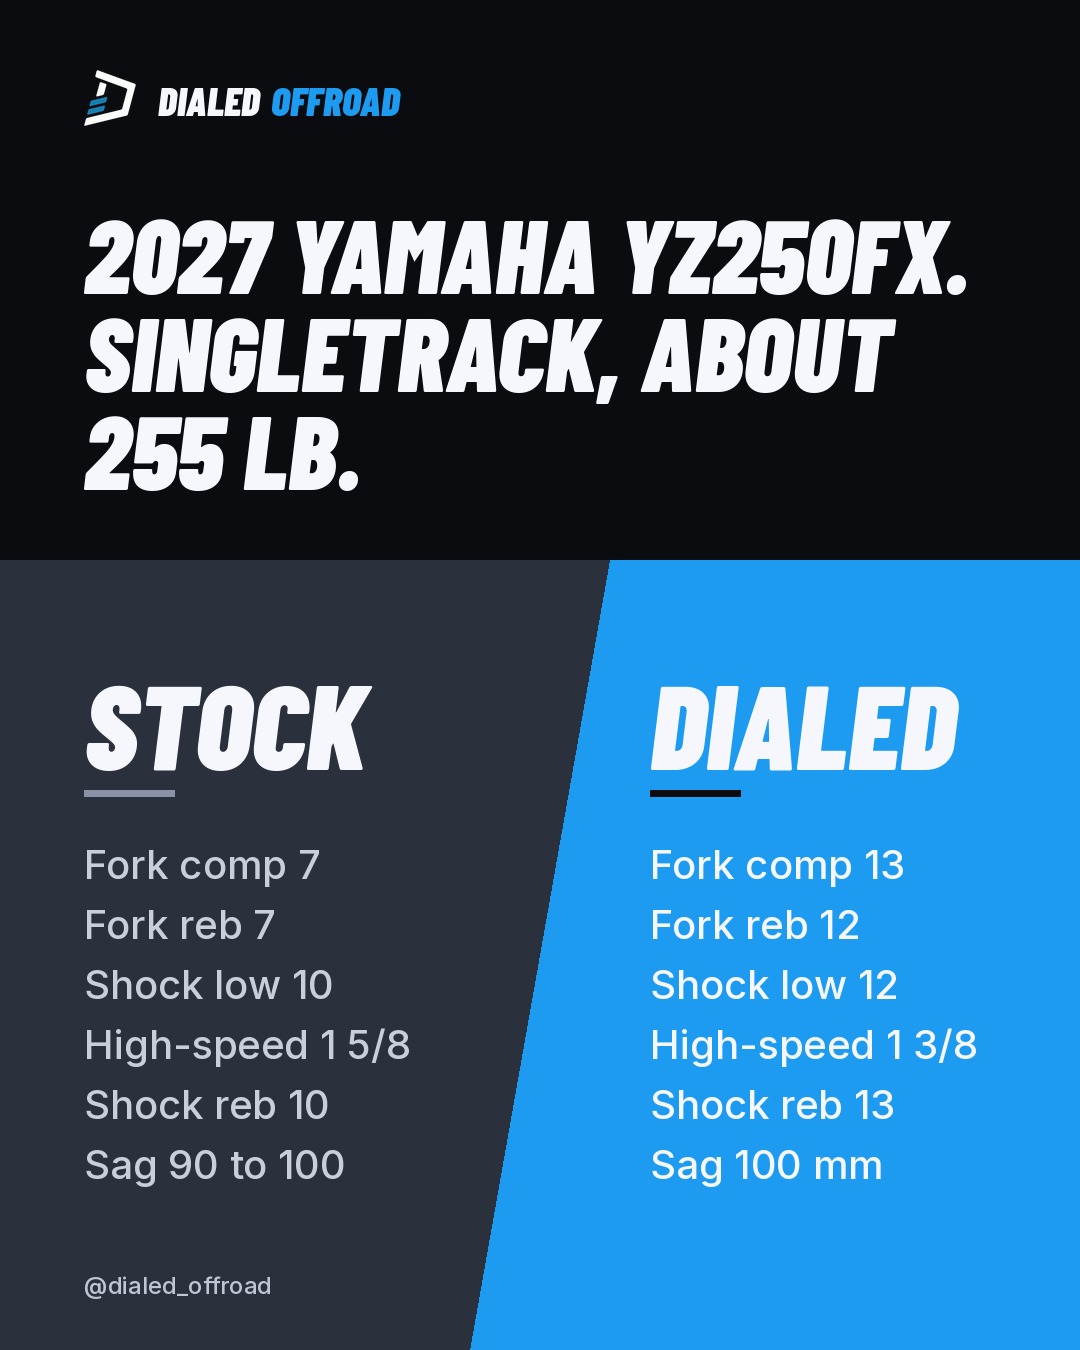 DIALED OFFROAD
2027 YAMAHA YZ250FX.
SINGLETRACK, ABOUT
255 LB.
STOCK
Fork comp 7
Fork reb 7
Shock low 10
High-speed 1 5/8
Shock reb 10
Sag 90 to 100
DIALED
Fork comp 13
Fork reb 12
Shock low 12
High-speed 1 3/8
Shock reb 13
Sag 100 mm
@dialed_offroad